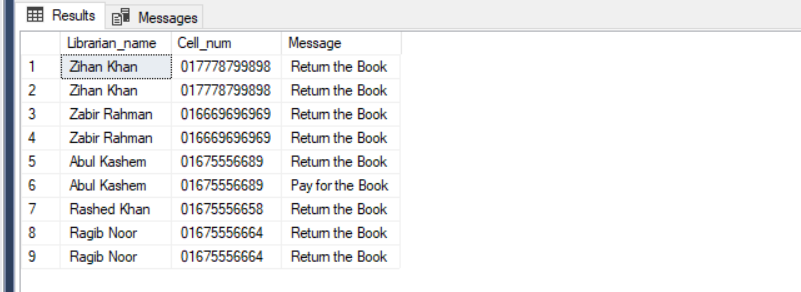 Results Messages
Librarian_name Cell_num Message
1 Zihan Khan 017778799898 Return the Book
2 Zihan Khan 017778799898 Return the Book
3 Zabir Rahman 016669696969 Return the Book
4 Zabir Rahman 016669696969 Return the Book
5 Abul Kashem 01675556689 Return the Book
6 Abul Kashem 01675556689 Pay for the Book
7 Rashed Khan 01675556658 Return the Book
8 Ragib Noor 01675556664 Return the Book
9 Ragib Noor 01675556664 Return the Book